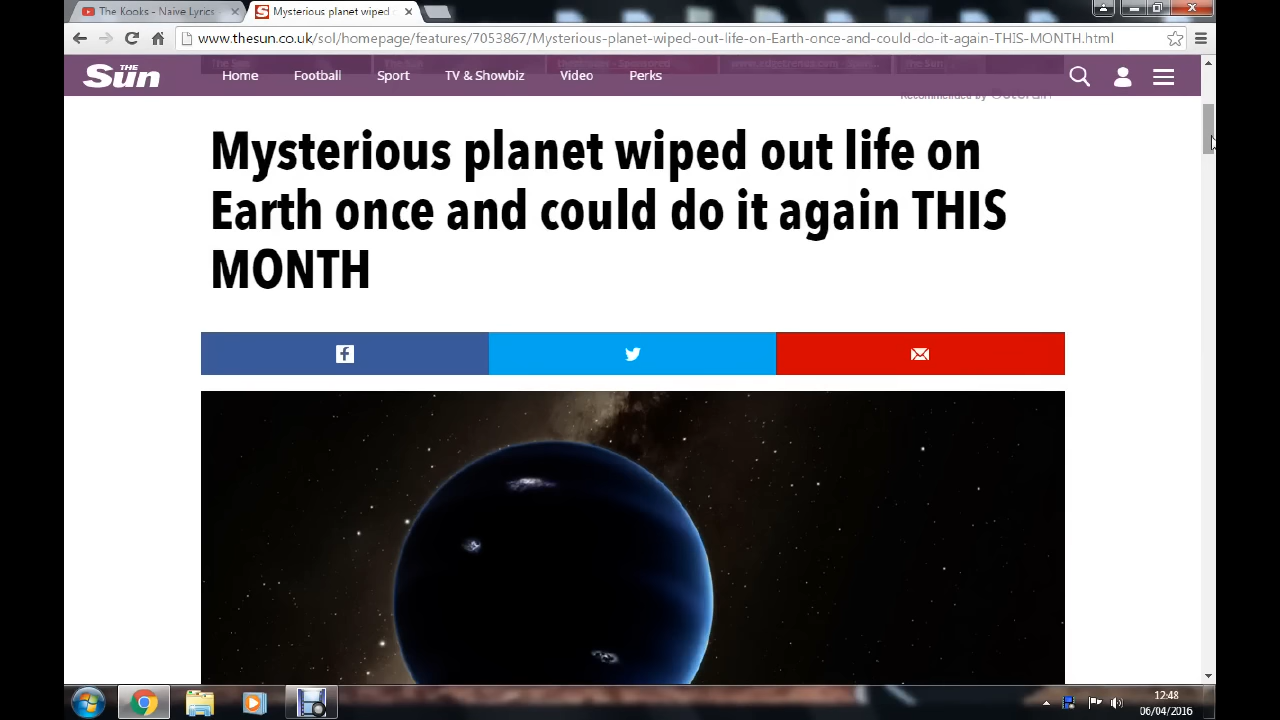 The Kooks - Naive Lyrics
Mysterious planet wiped
www.thesun.co.uk/sol/homepage/features/7053867/Mysterious-planet-wiped-out-life-on-Earth-once-and-could-do-it-again-THIS-MONTH.html
THE Sun
Home Football Sport TV & Showbiz Video Perks
Recommended by
Mysterious planet wiped out life on
Earth once and could do it again THIS
MONTH
12:48
06/04/2016